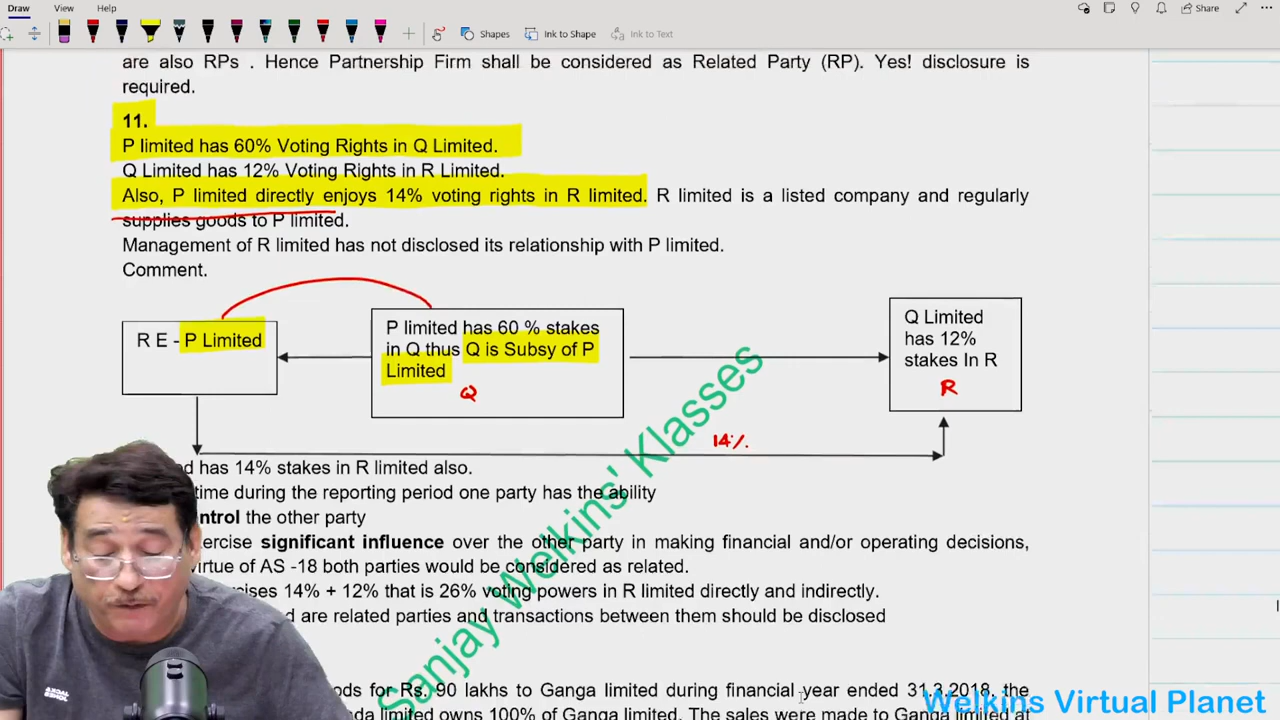 Draw View Help Share
Shapes Ink to Shape Ink to Text
are also RPs . Hence Partnership Firm shall be considered as Related Party (RP). Yes! disclosure is
required.
11.
P limited has 60% Voting Rights in Q Limited.
Q Limited has 12% Voting Rights in R Limited.
Also, P limited directly enjoys 14% voting rights in R limited. R limited is a listed company and regularly
supplies goods to P limited.
Management of R limited has not disclosed its relationship with P limited.
Comment.
R E - P Limited
P limited has 60 % stakes
in Q thus Q is Subsy of P
Limited
Q
Q Limited
has 12%
stakes In R
R
14%.
has 14% stakes in R limited also.
time during the reporting period one party has the ability
the other party
significant influence over the other party in making financial and/or operating decisions,
of AS -18 both parties would be considered as related.
14% + 12% that is 26% voting powers in R limited directly and indirectly.
are related parties and transactions between them should be disclosed
for Rs. 90 lakhs to Ganga limited during financial year ended 31.3.2018, the
limited owns 100% of Ganga limited. The sales were made to Ganga limited at
Sanjay Welkins' Klasses
Welkins Virtual Planet